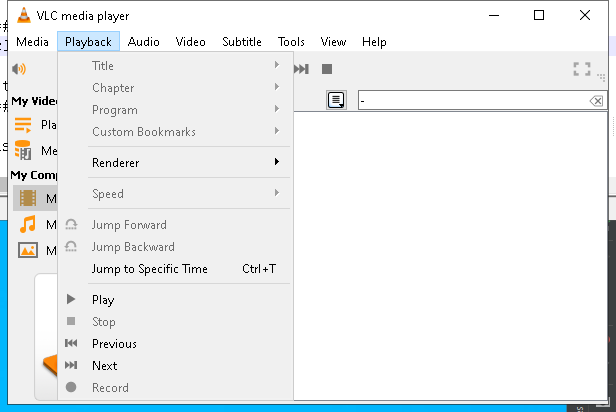 VLC media player
Media Playback Audio Video Subtitle Tools View Help
Title
Chapter
Program
Custom Bookmarks
Renderer
Speed
Jump Forward
Jump Backward
Jump to Specific Time Ctrl+T
Play
Stop
Previous
Next
Record
My Vide
Pla
Me
My Comp
M
M
M
-